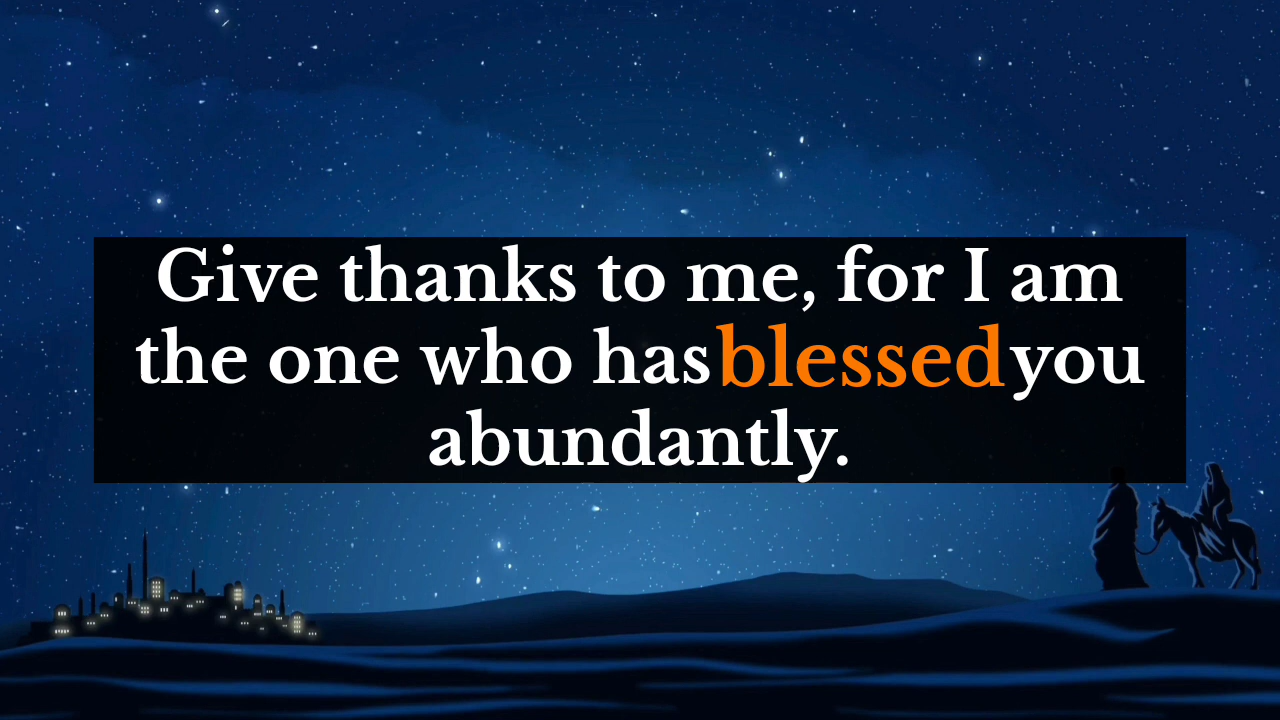 Give thanks to me, for I am
the one who has blessed you
abundantly.